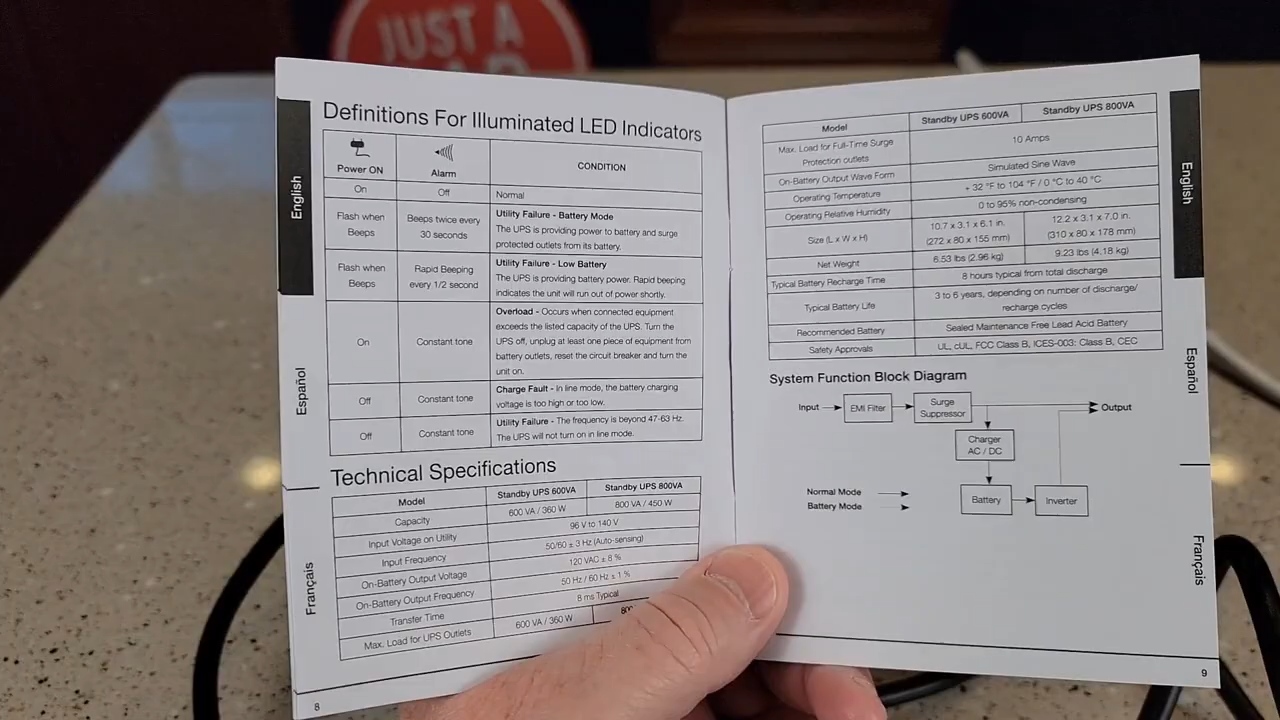 JUST A
Definitions For Illuminated LED Indicators
Power ON
Alarm
CONDITION
On
Off
Normal
Flash when
Beeps
Beeps twice every
30 seconds
Utility Failure - Battery Mode
The UPS is providing power to battery and surge
protected outlets from its battery.
Flash when
Beeps
Rapid Beeping
every 1/2 second
Utility Failure - Low Battery
The UPS is providing battery power. Rapid beeping
indicates the unit will run out of power shortly.
On
Constant tone
Overload - Occurs when connected equipment
exceeds the listed capacity of the UPS. Turn the
UPS off, unplug at least one piece of equipment from
battery outlets, reset the circuit breaker and turn the
unit on.
Off
Constant tone
Charge Fault - In line mode, the battery charging
voltage is too high or too low.
Off
Constant tone
Utility Failure - The frequency is beyond 47-63 Hz.
The UPS will not turn on in line mode.
Technical Specifications
Model
Standby UPS 600VA
Standby UPS 800VA
Capacity
600 VA / 360 W
800 VA / 450 W
Input Voltage on Utility
96 V to 140 V
Input Frequency
50/60 ± 3 Hz (Auto-sensing)
On-Battery Output Voltage
120 VAC ± 8 %
On-Battery Output Frequency
50 Hz / 60 Hz ± 1 %
Transfer Time
8 ms Typical
Max. Load for UPS Outlets
600 VA / 360 W
English
Español
Français
8
Model
Standby UPS 600VA
Standby UPS 800VA
Max. Load for Full-Time Surge
Protection outlets
10 Amps
On-Battery Output Wave Form
Simulated Sine Wave
Operating Temperature
+ 32 °F to 104 °F / 0 °C to 40 °C
Operating Relative Humidity
0 to 95% non-condensing
Size (L x W x H)
10.7 x 3.1 x 6.1 in.
(272 x 80 x 155 mm)
12.2 x 3.1 x 7.0 in.
(310 x 80 x 178 mm)
Net Weight
6.53 lbs (2.96 kg)
9.23 lbs (4.18 kg)
Typical Battery Recharge Time
8 hours typical from total discharge
Typical Battery Life
3 to 6 years, depending on number of discharge/
recharge cycles
Recommended Battery
Sealed Maintenance Free Lead Acid Battery
Safety Approvals
UL, cUL, FCC Class B, ICES-003: Class B, CEC
System Function Block Diagram
Input
EMI Filter
Surge
Suppressor
Output
Charger
AC / DC
Battery
Inverter
Normal Mode
Battery Mode
English
Español
Français
9